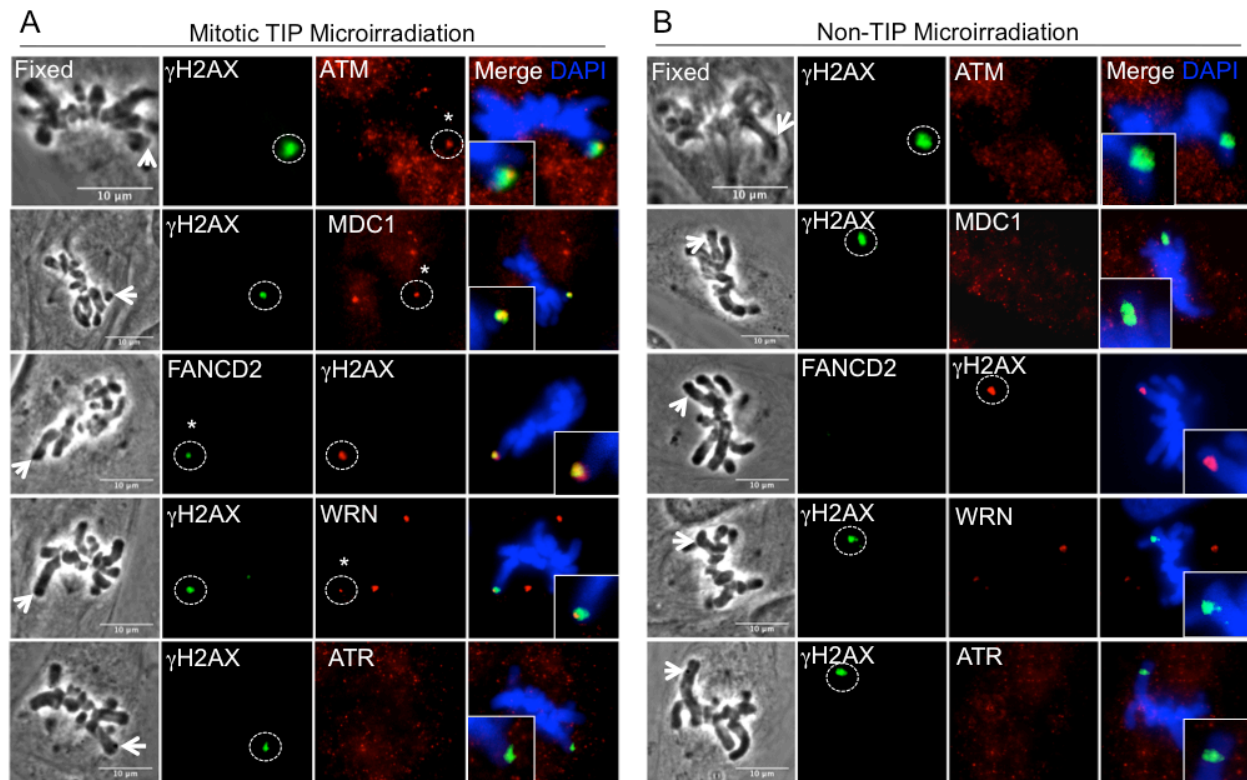 A
Mitotic TIP Microirradiation
Fixed
γH2AX
ATM
Merge DAPI
*
10 μm
γH2AX
MDC1
*
10 μm
FANCD2
γH2AX
*
10 μm
γH2AX
WRN
*
10 μm
γH2AX
ATR
10 μm
B
Non-TIP Microirradiation
Fixed
γH2AX
ATM
Merge DAPI
10 μm
γH2AX
MDC1
10 μm
FANCD2
γH2AX
10 μm
γH2AX
WRN
10 μm
γH2AX
ATR
10 μm